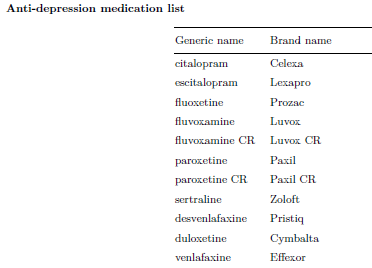 Anti-depression medication list
Generic name Brand name
citalopram Celexa
escitalopram Lexapro
fluoxetine Prozac
fluvoxamine Luvox
fluvoxamine CR Luvox CR
paroxetine Paxil
paroxetine CR Paxil CR
sertraline Zoloft
desvenlafaxine Pristiq
duloxetine Cymbalta
venlafaxine Effexor